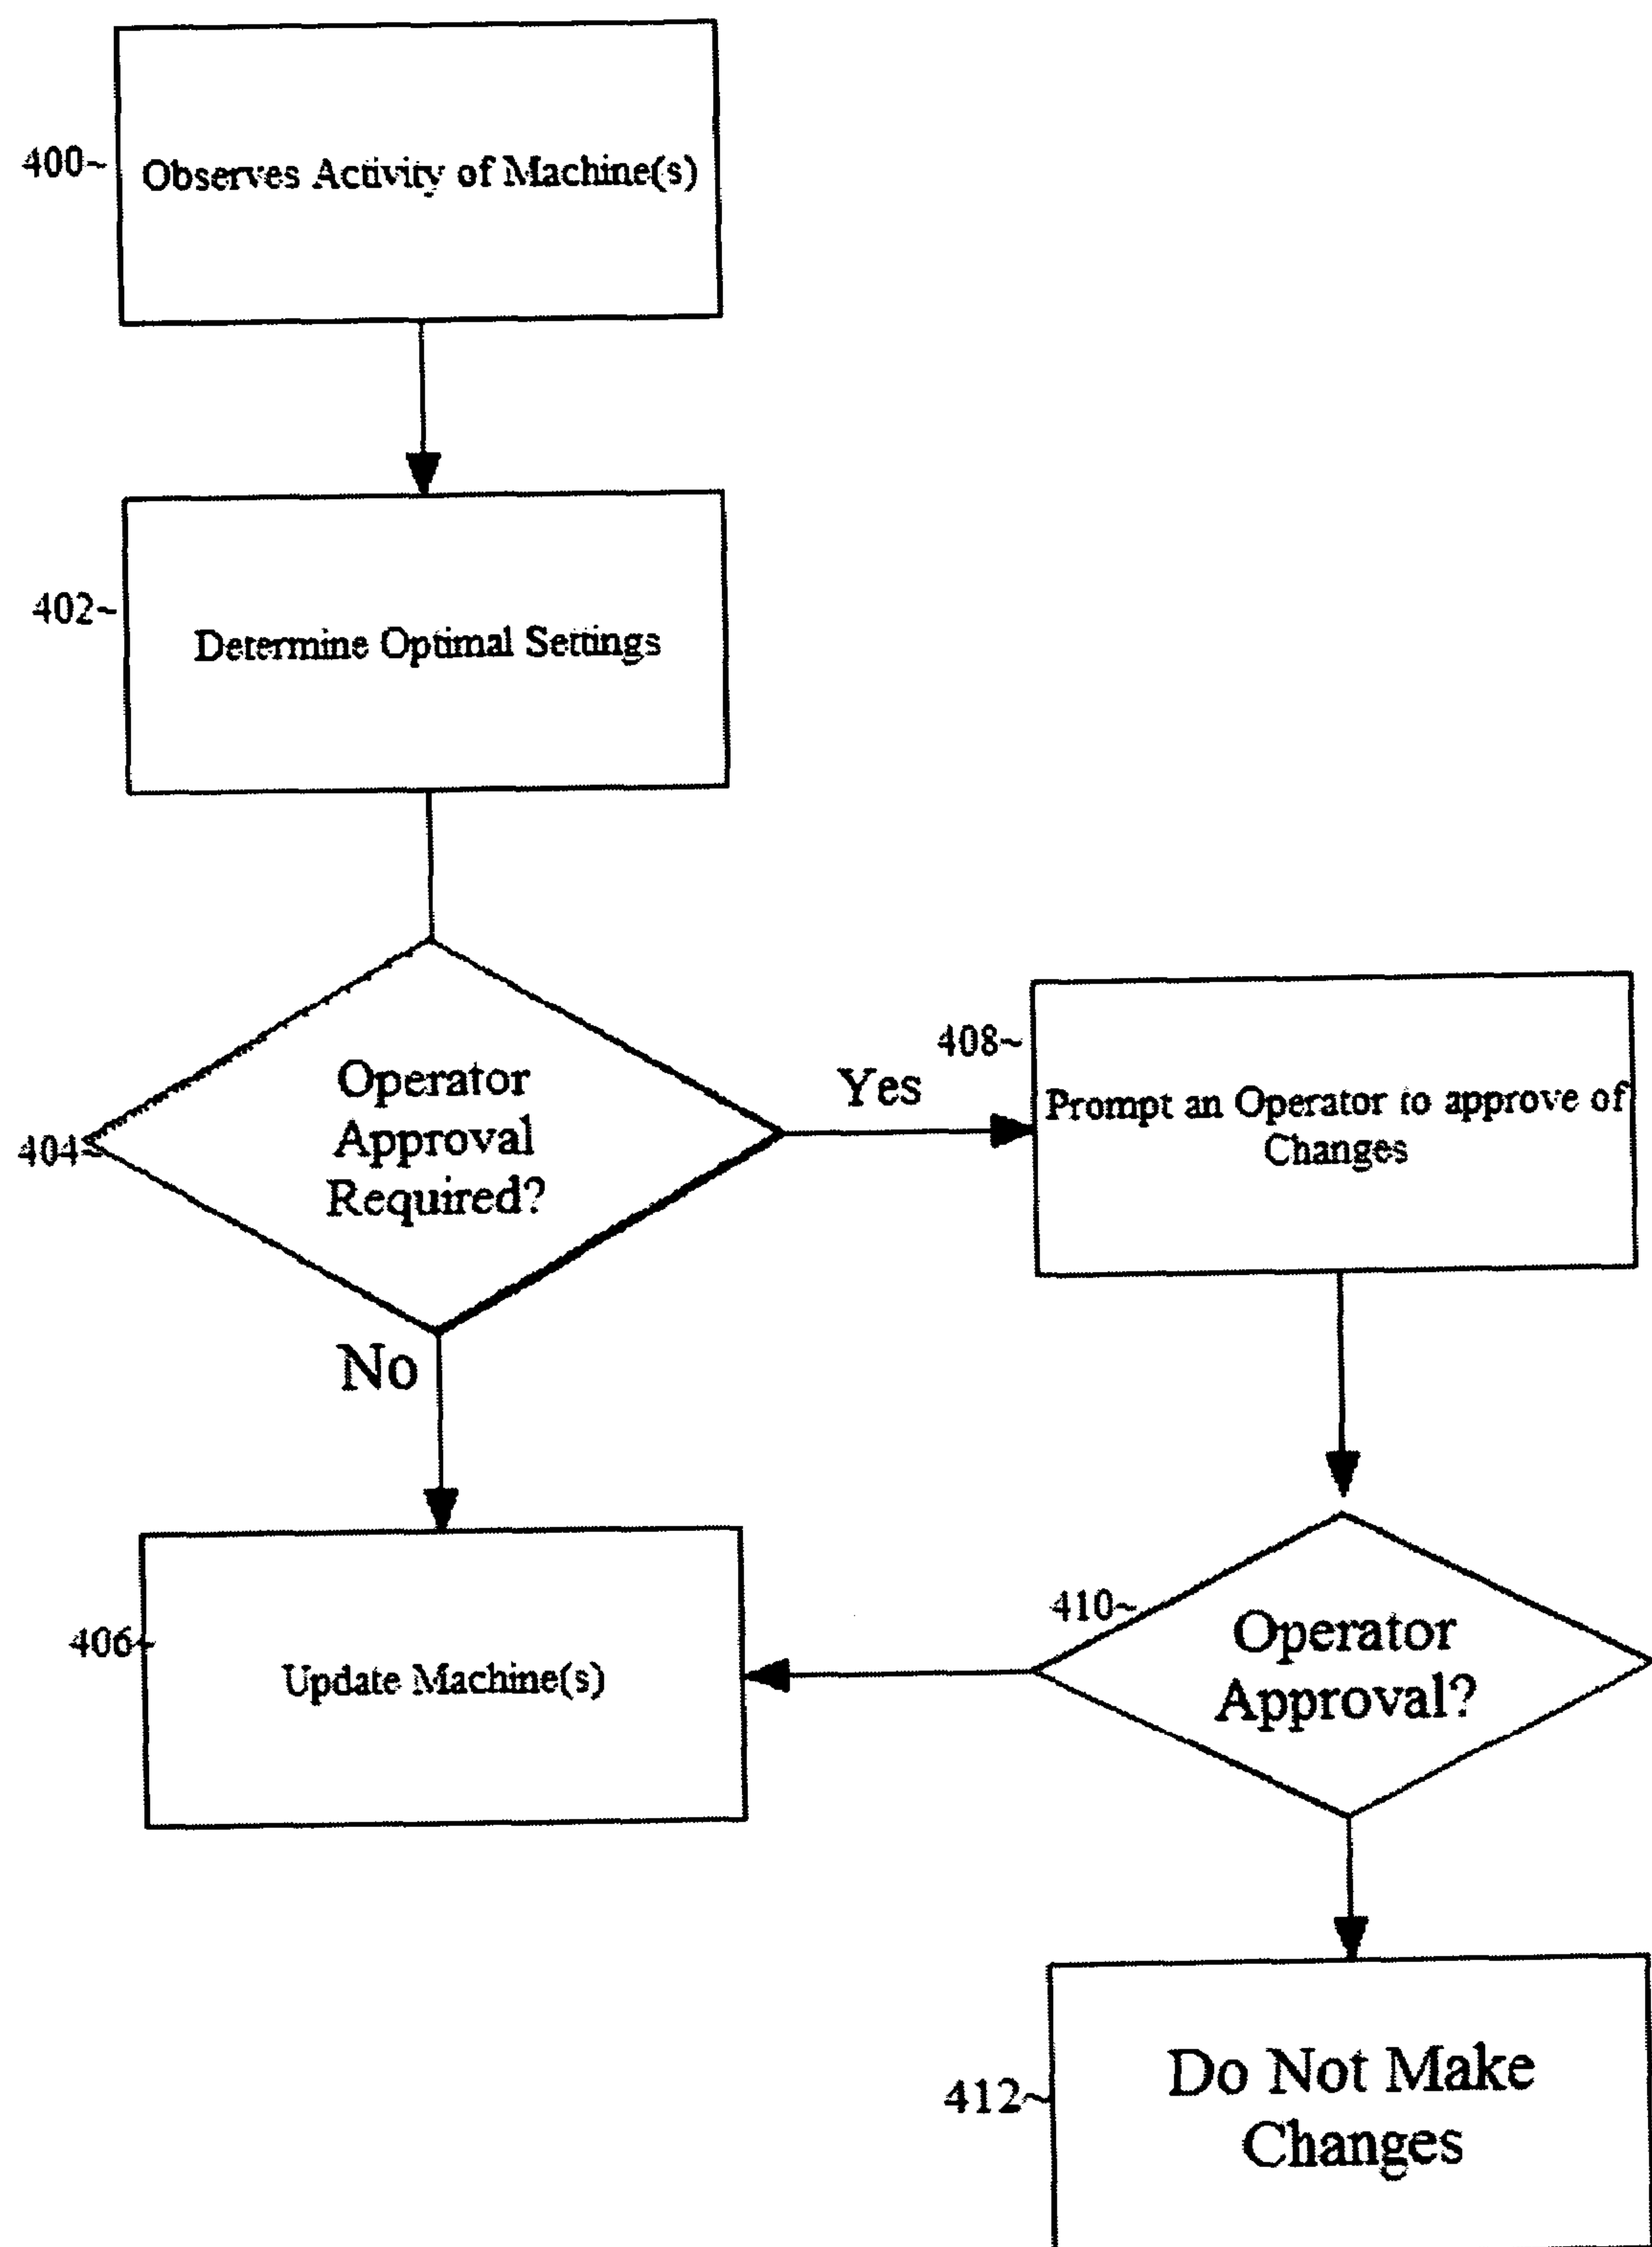 400~
Observes Activity of Machine(s)
402~
Determine Optimal Settings
404~
Operator
Approval
Required?
Yes
No
408~
Prompt an Operator to approve of
Changes
406~
Update Machine(s)
410~
Operator
Approval?
412~
Do Not Make
Changes